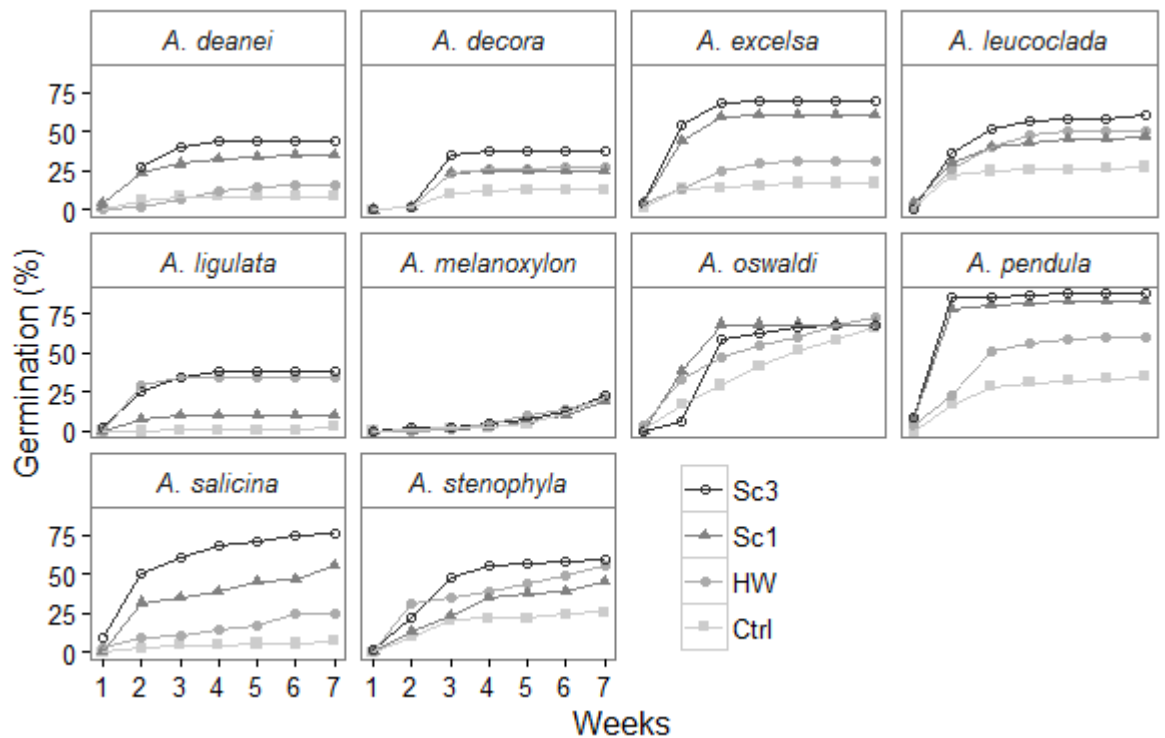 A. deanei
A. decora
A. excelsa
A. leucoclada
75
50
25
0
A. ligulata
A. melanoxylon
A. oswaldi
A. pendula
75
50
25
0
Germination (%)
A. salicina
A. stenophyla
75
50
25
0
1 2 3 4 5 6 7
1 2 3 4 5 6 7
Weeks
Sc3
Sc1
HW
Ctrl